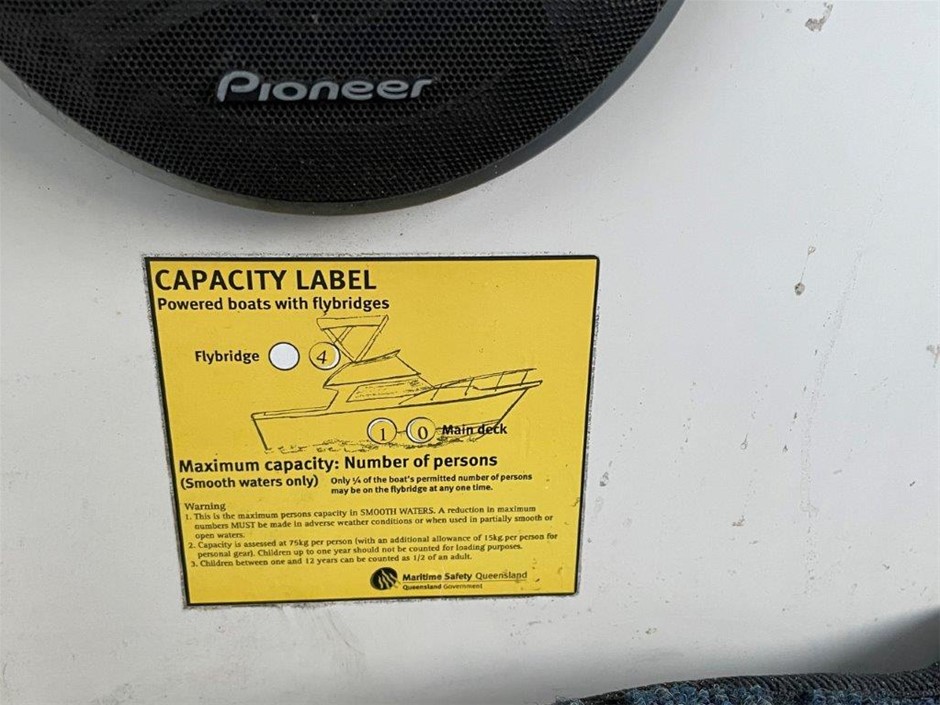 Pioneer
CAPACITY LABEL
Powered boats with flybridges
Flybridge 4
1 0 Main deck
Maximum capacity: Number of persons
(Smooth waters only) Only ¼ of the boat's permitted number of persons
may be on the flybridge at any one time.
Warning
1. This is the maximum persons capacity in SMOOTH WATERS. A reduction in maximum
numbers MUST be made in adverse weather conditions or when used in partially smooth or
open waters.
2. Capacity is assessed at 75kg per person (with an additional allowance of 15kg per person for
personal gear). Children up to one year should not be counted for loading purposes.
3. Children between one and 12 years can be counted as 1/2 of an adult.
Maritime Safety Queensland
Queensland Government